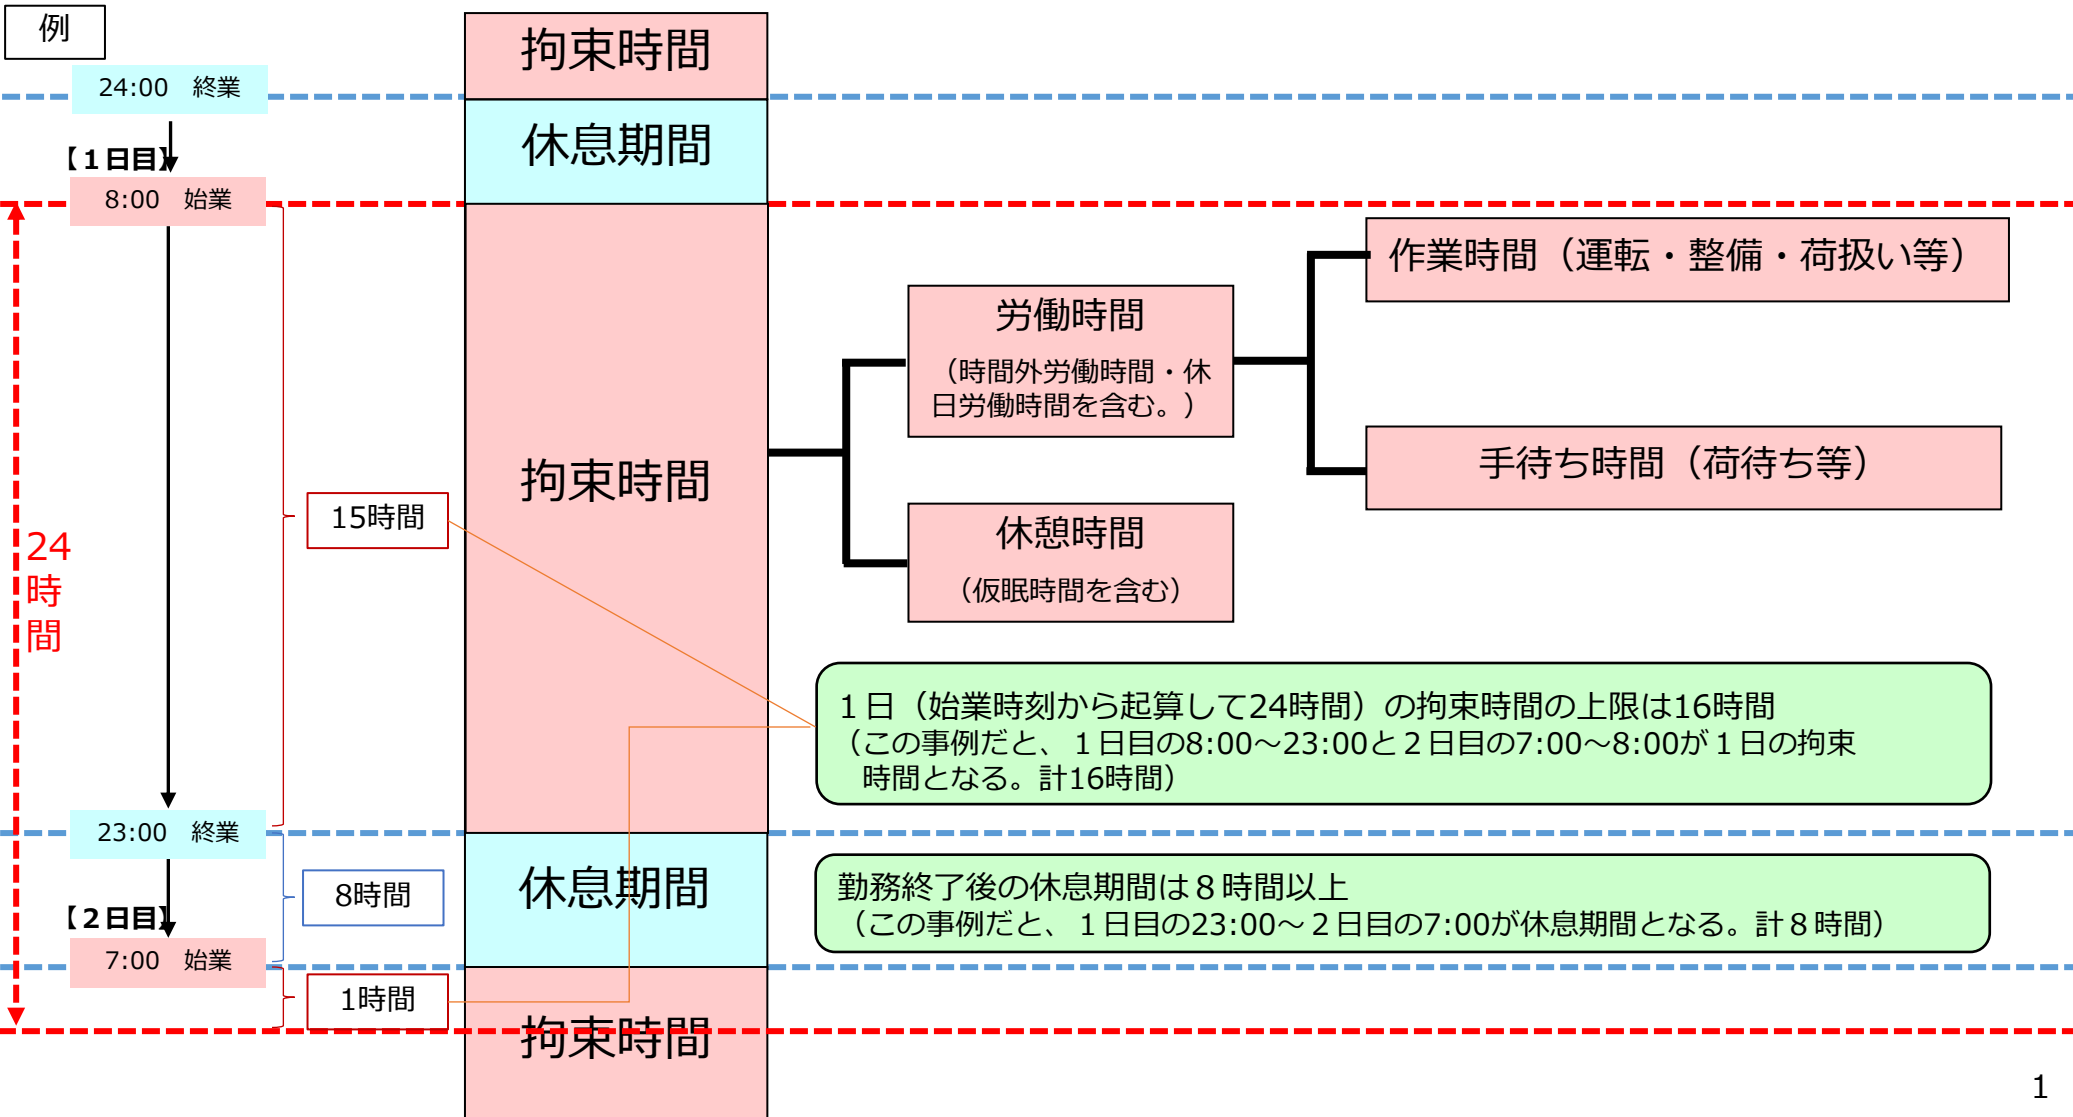 例
拘束時間
24:00　終業
休息期間
【１日目】
8:00　始業
作業時間（運転・整備・荷扱い等）
労働時間
（時間外労働時間・休
日労働時間を含む。）
手待ち時間（荷待ち等）
拘束時間
15時間
休憩時間
（仮眠時間を含む）
24
時
間
１日（始業時刻から起算して24時間）の拘束時間の上限は16時間
（この事例だと、１日目の8:00～23:00と２日目の7:00～8:00が１日の拘束
時間となる。計16時間）
23:00　終業
休息期間
8時間
勤務終了後の休息期間は８時間以上
（この事例だと、１日目の23:00～２日目の7:00が休息期間となる。計８時間）
【２日目】
7:00　始業
1時間
拘束時間
1